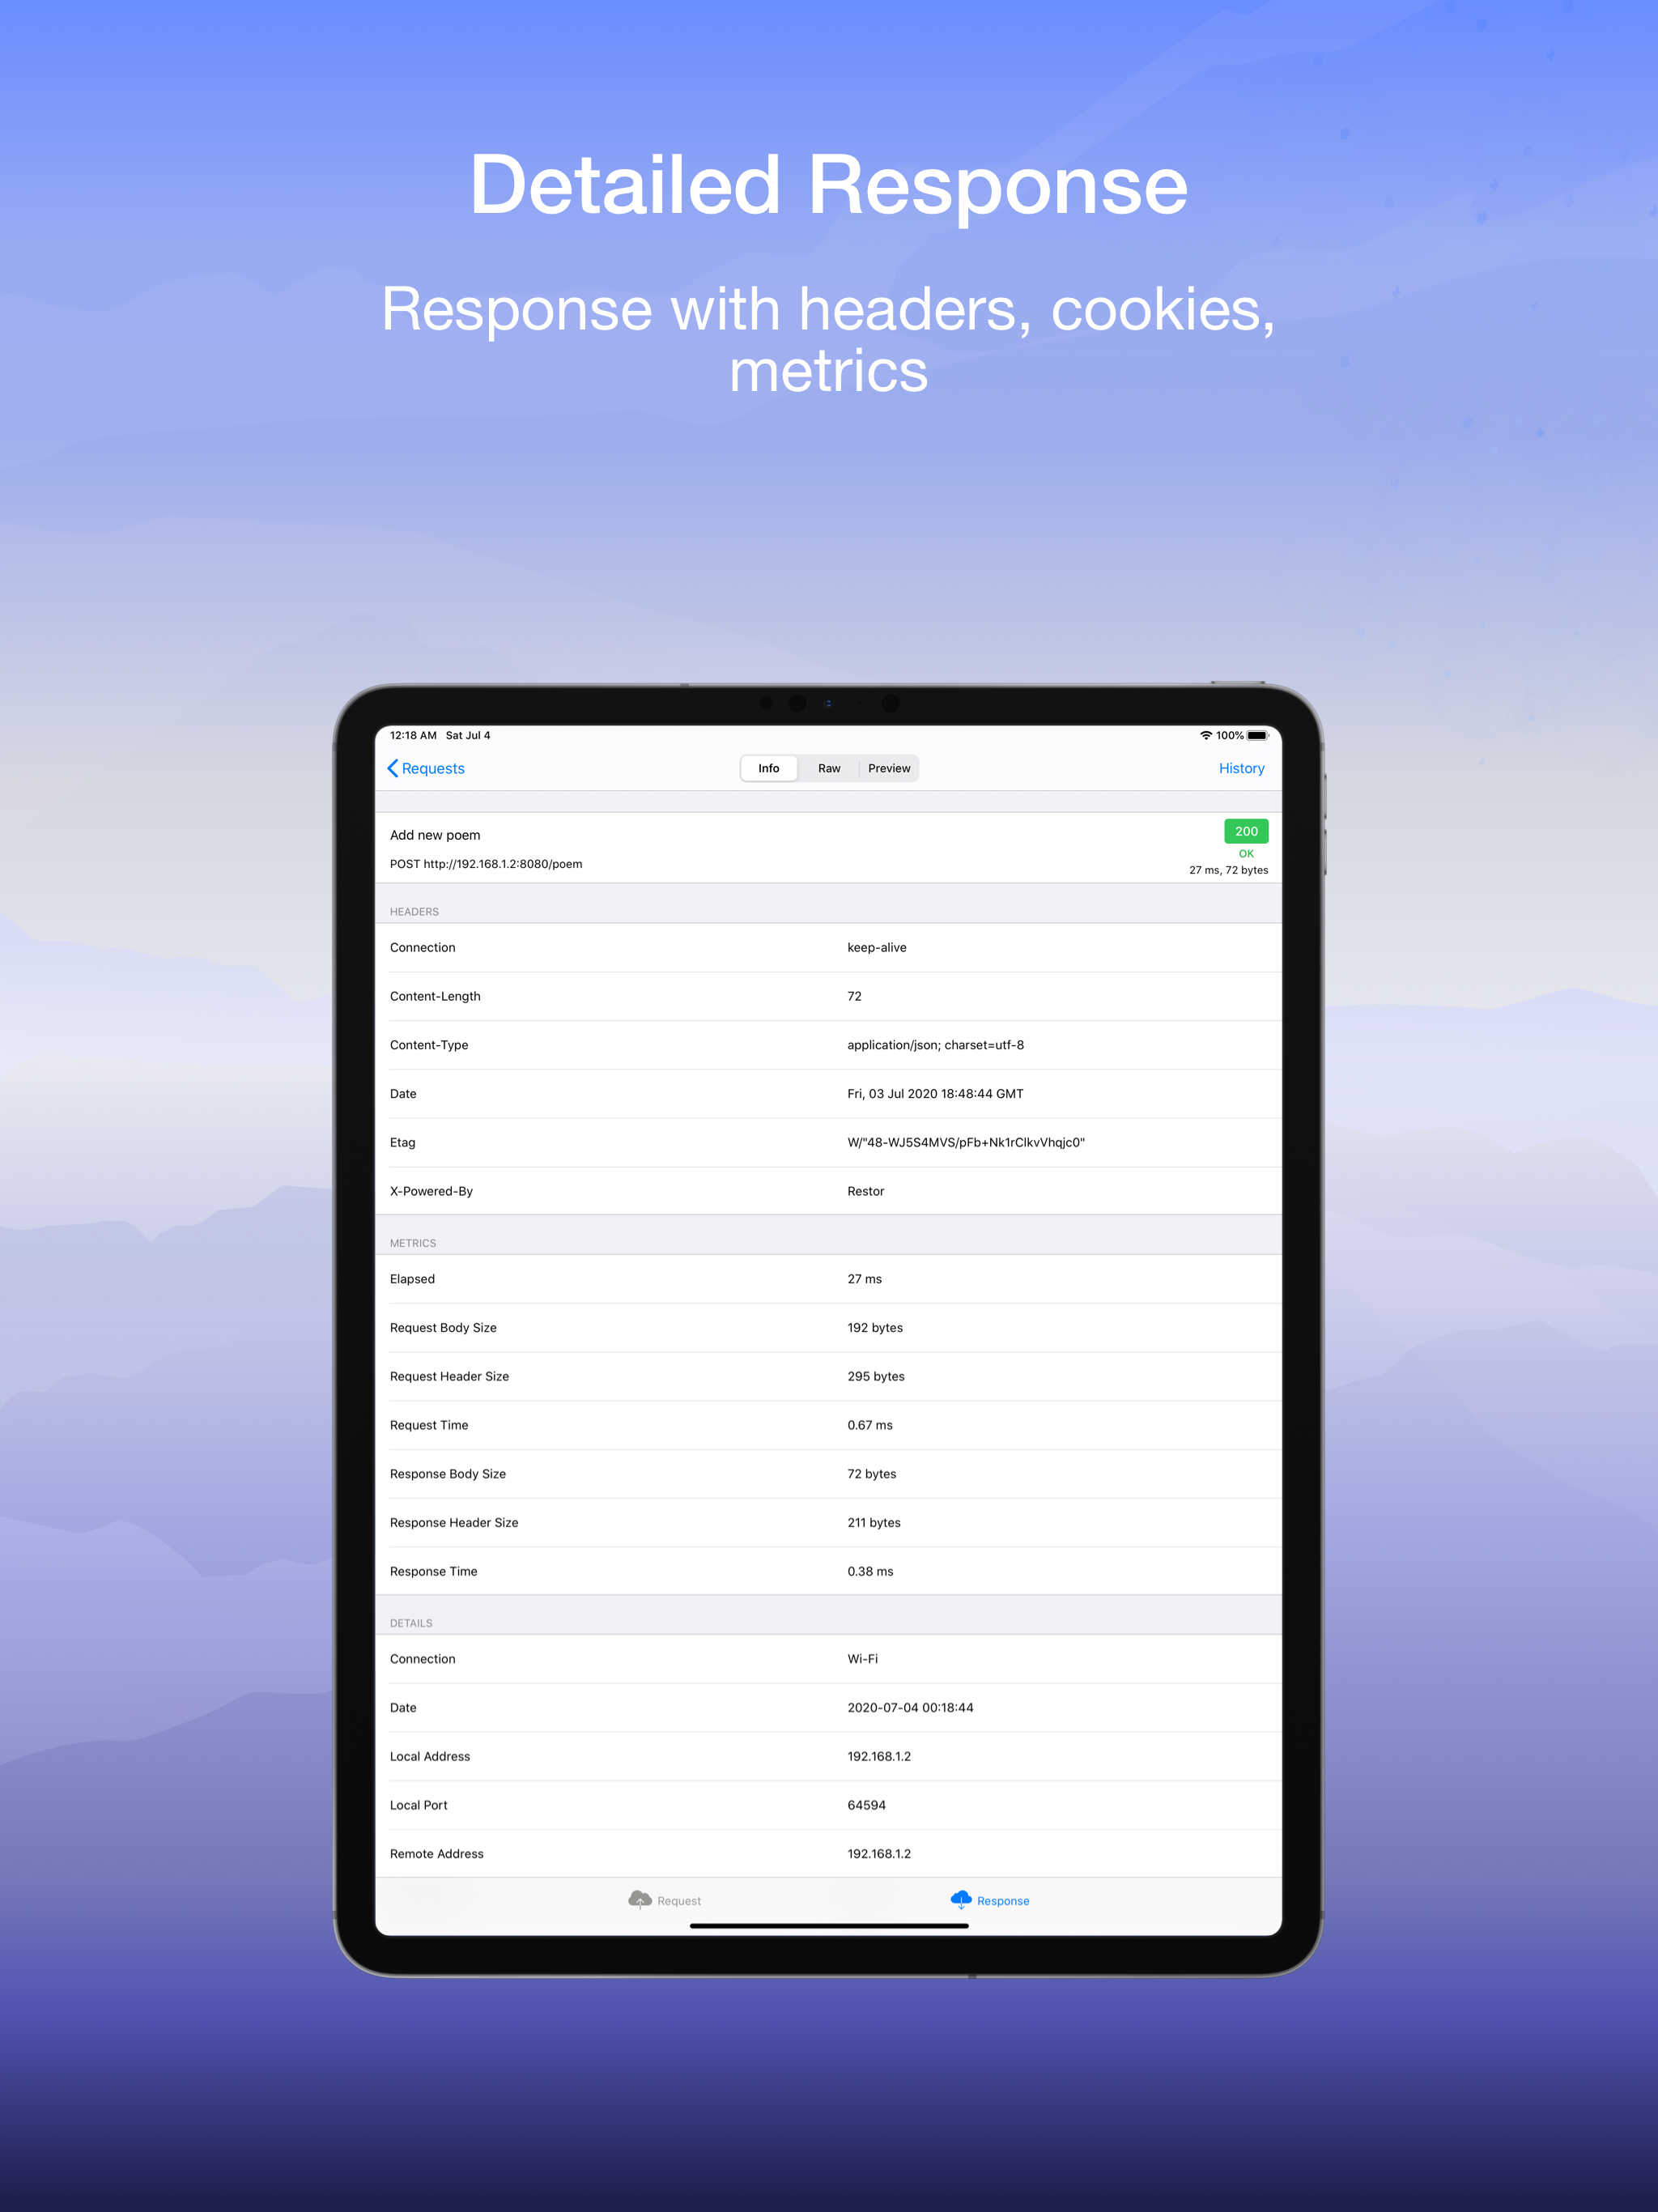 Detailed Response
Response with headers, cookies,
metrics
12:18 AM Sat Jul 4
100%
Requests
Info
Raw
Preview
History
Add new poem
200
OK
POST http://192.168.1.2:8080/poem
27 ms, 72 bytes
HEADERS
Connection keep-alive
Content-Length 72
Content-Type application/json; charset=utf-8
Date Fri, 03 Jul 2020 18:48:44 GMT
Etag W/"48-WJ5S4MVS/pFb+Nk1rClkvVhqjc0"
X-Powered-By Restor
METRICS
Elapsed 27 ms
Request Body Size 192 bytes
Request Header Size 295 bytes
Request Time 0.67 ms
Response Body Size 72 bytes
Response Header Size 211 bytes
Response Time 0.38 ms
DETAILS
Connection Wi-Fi
Date 2020-07-04 00:18:44
Local Address 192.168.1.2
Local Port 64594
Remote Address 192.168.1.2
Request
Response